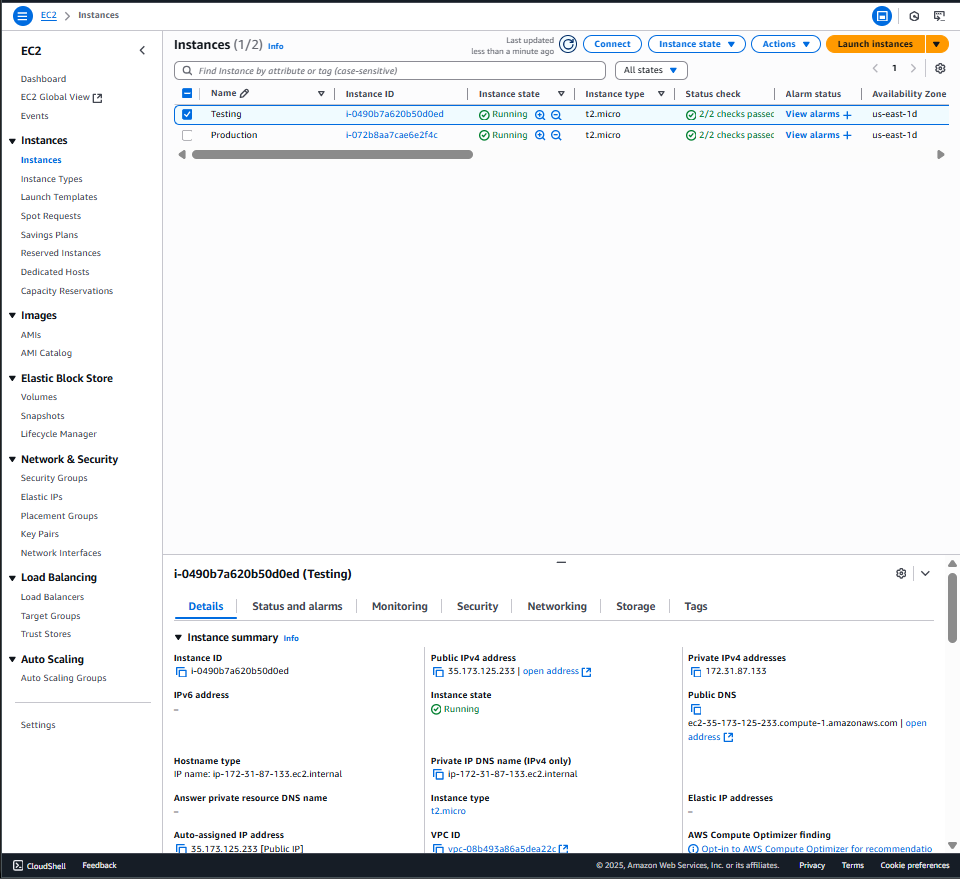 EC2 > Instances
EC2
Dashboard
EC2 Global View
Events
Instances
Instances
Instance Types
Launch Templates
Spot Requests
Savings Plans
Reserved Instances
Dedicated Hosts
Capacity Reservations
Images
AMIs
AMI Catalog
Elastic Block Store
Volumes
Snapshots
Lifecycle Manager
Network & Security
Security Groups
Elastic IPs
Placement Groups
Key Pairs
Network Interfaces
Load Balancing
Load Balancers
Target Groups
Trust Stores
Auto Scaling
Auto Scaling Groups
Settings
Instances (1/2) Info
Last updated
less than a minute ago
Connect
Instance state
Actions
Launch instances
Find Instance by attribute or tag (case-sensitive)
All states
1
Name Instance ID Instance state Instance type Status check Alarm status Availability Zone
Testing i-0490b7a620b50d0ed Running t2.micro 2/2 checks passed View alarms + us-east-1d
Production i-072b8aa7cae6e2f4c Running t2.micro 2/2 checks passed View alarms + us-east-1d
i-0490b7a620b50d0ed (Testing)
Details Status and alarms Monitoring Security Networking Storage Tags
Instance summary Info
Instance ID
i-0490b7a620b50d0ed
Public IPv4 address
35.173.125.233 | open address
Private IPv4 addresses
172.31.87.133
IPv6 address
–
Instance state
Running
Public DNS
ec2-35-173-125-233.compute-1.amazonaws.com | open
address
Hostname type
IP name: ip-172-31-87-133.ec2.internal
Private IP DNS name (IPv4 only)
ip-172-31-87-133.ec2.internal
Answer private resource DNS name
–
Instance type
t2.micro
Elastic IP addresses
–
Auto-assigned IP address
35.173.125.233 [Public IP]
VPC ID
vpc-08b493a86a5dea22c
AWS Compute Optimizer finding
Opt-in to AWS Compute Optimizer for recommendatio
CloudShell Feedback
© 2025, Amazon Web Services, Inc. or its affiliates. Privacy Terms Cookie preferences